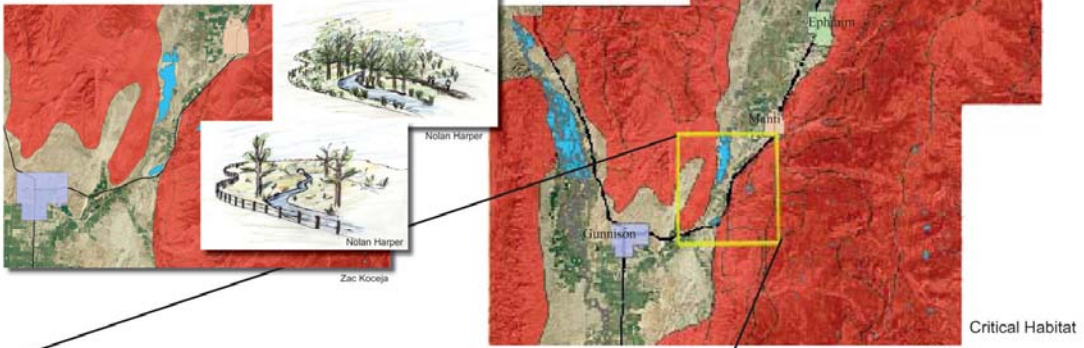 Ephraim
Nolan Harper
Manti
Gunnison
Nolan Harper
Zac Koceja
Critical Habitat